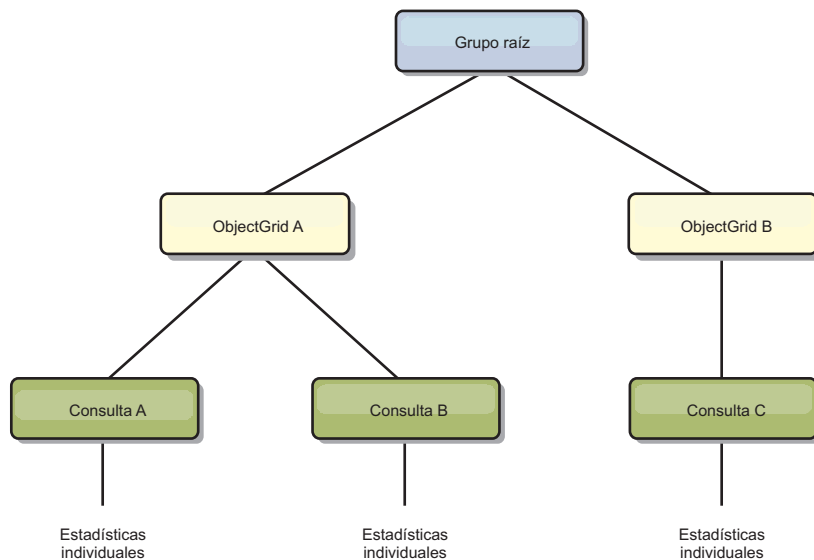 Grupo raíz
ObjectGrid A
ObjectGrid B
Consulta A
Consulta B
Consulta C
Estadísticas
individuales
Estadísticas
individuales
Estadísticas
individuales